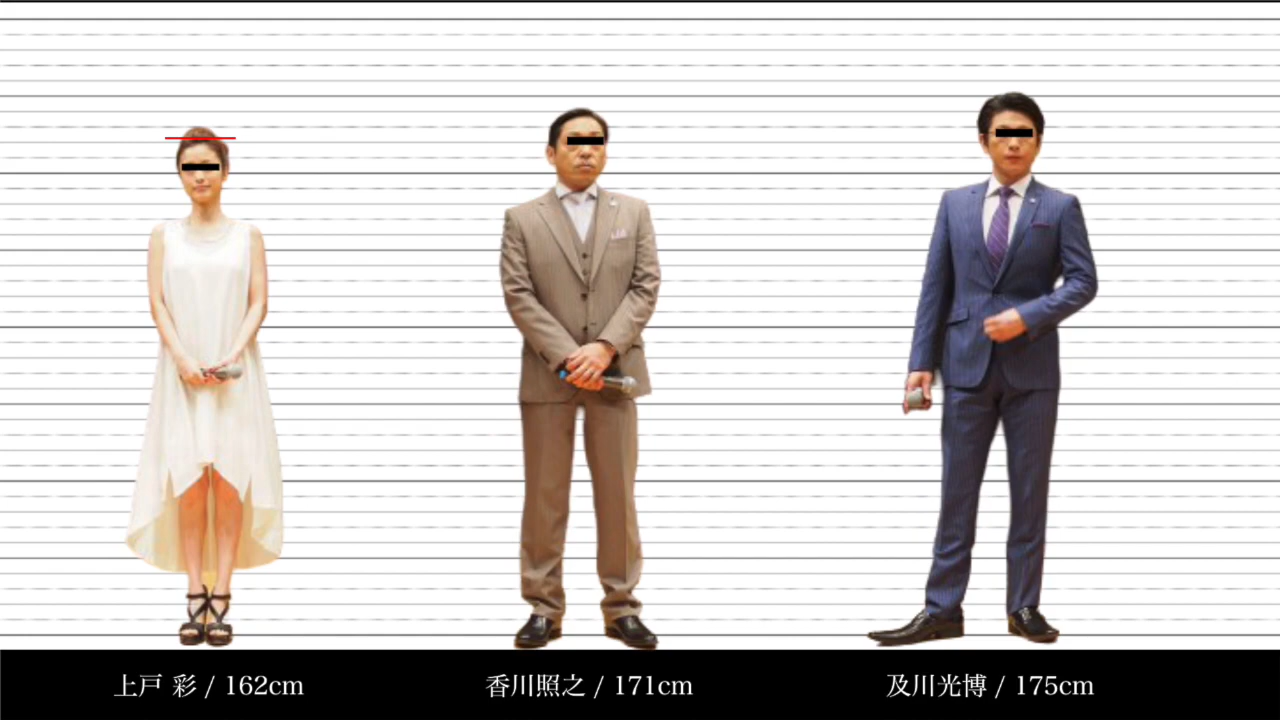 上戸 彩 / 162cm
香川照之 / 171cm
及川光博 / 175cm